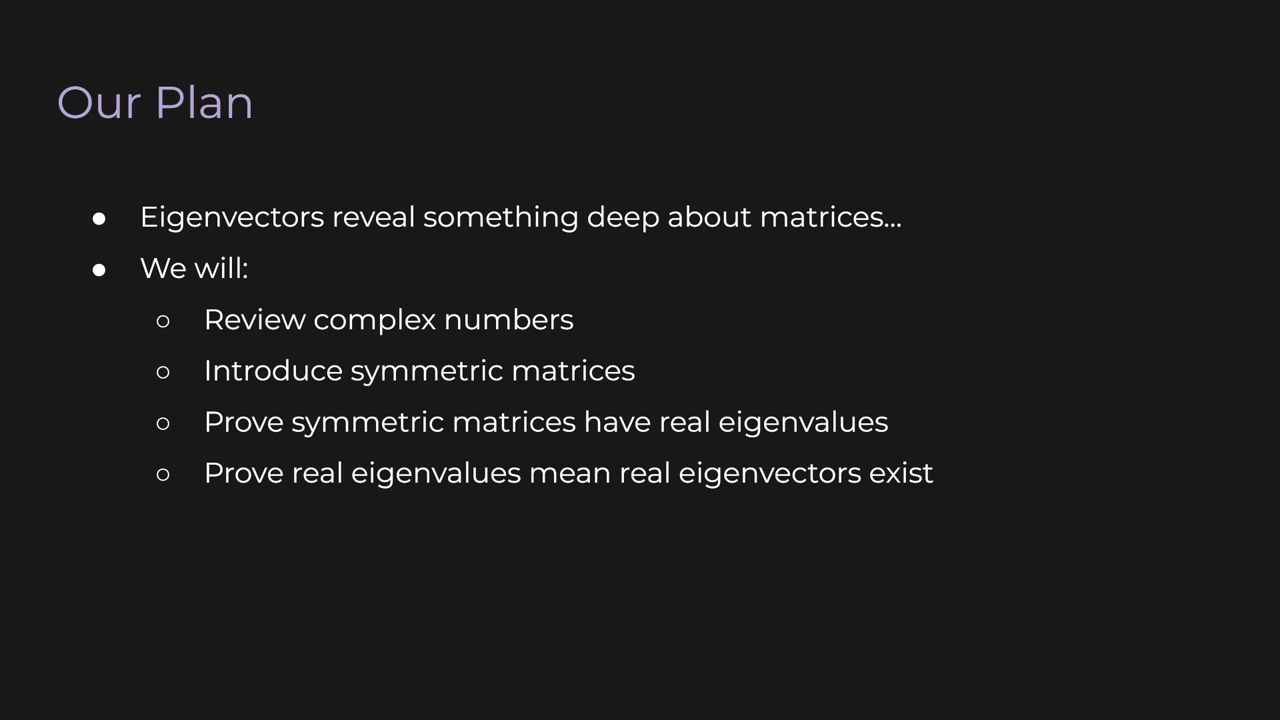 Our Plan
● Eigenvectors reveal something deep about matrices...
● We will:
○ Review complex numbers
○ Introduce symmetric matrices
○ Prove symmetric matrices have real eigenvalues
○ Prove real eigenvalues mean real eigenvectors exist